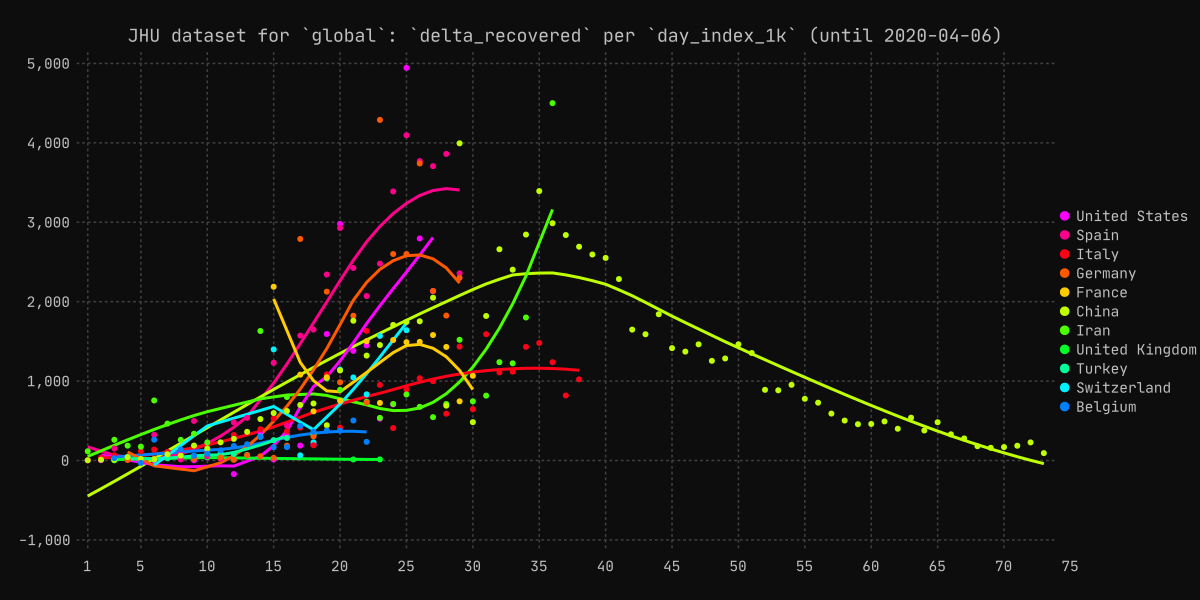 JHU dataset for `global`: `delta_recovered` per `day_index_1k` (until 2020-04-06)
5,000
4,000
3,000
2,000
1,000
0
-1,000
1 5 10 15 20 25 30 35 40 45 50 55 60 65 70 75
United States
Spain
Italy
Germany
France
China
Iran
United Kingdom
Turkey
Switzerland
Belgium